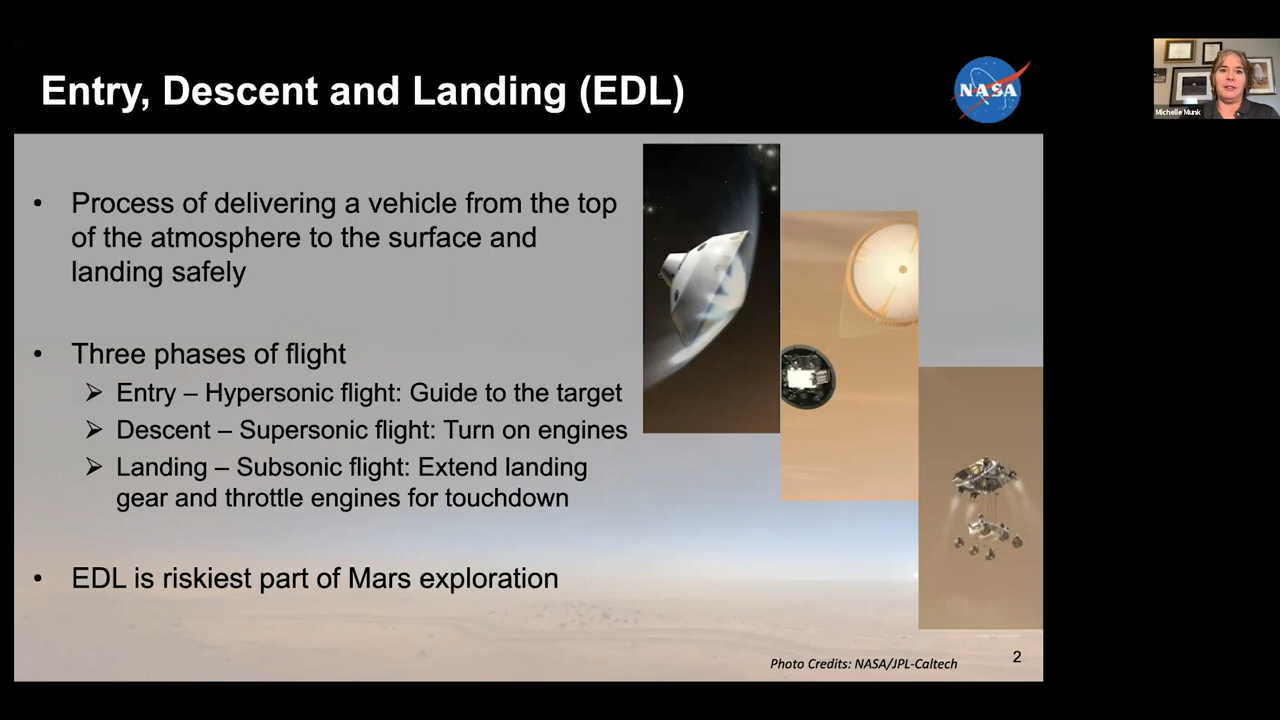 Entry, Descent and Landing (EDL)
NASA
Michelle Munk
• Process of delivering a vehicle from the top
of the atmosphere to the surface and
landing safely
• Three phases of flight
➢ Entry – Hypersonic flight: Guide to the target
➢ Descent – Supersonic flight: Turn on engines
➢ Landing – Subsonic flight: Extend landing
gear and throttle engines for touchdown
• EDL is riskiest part of Mars exploration
Photo Credits: NASA/JPL-Caltech
2